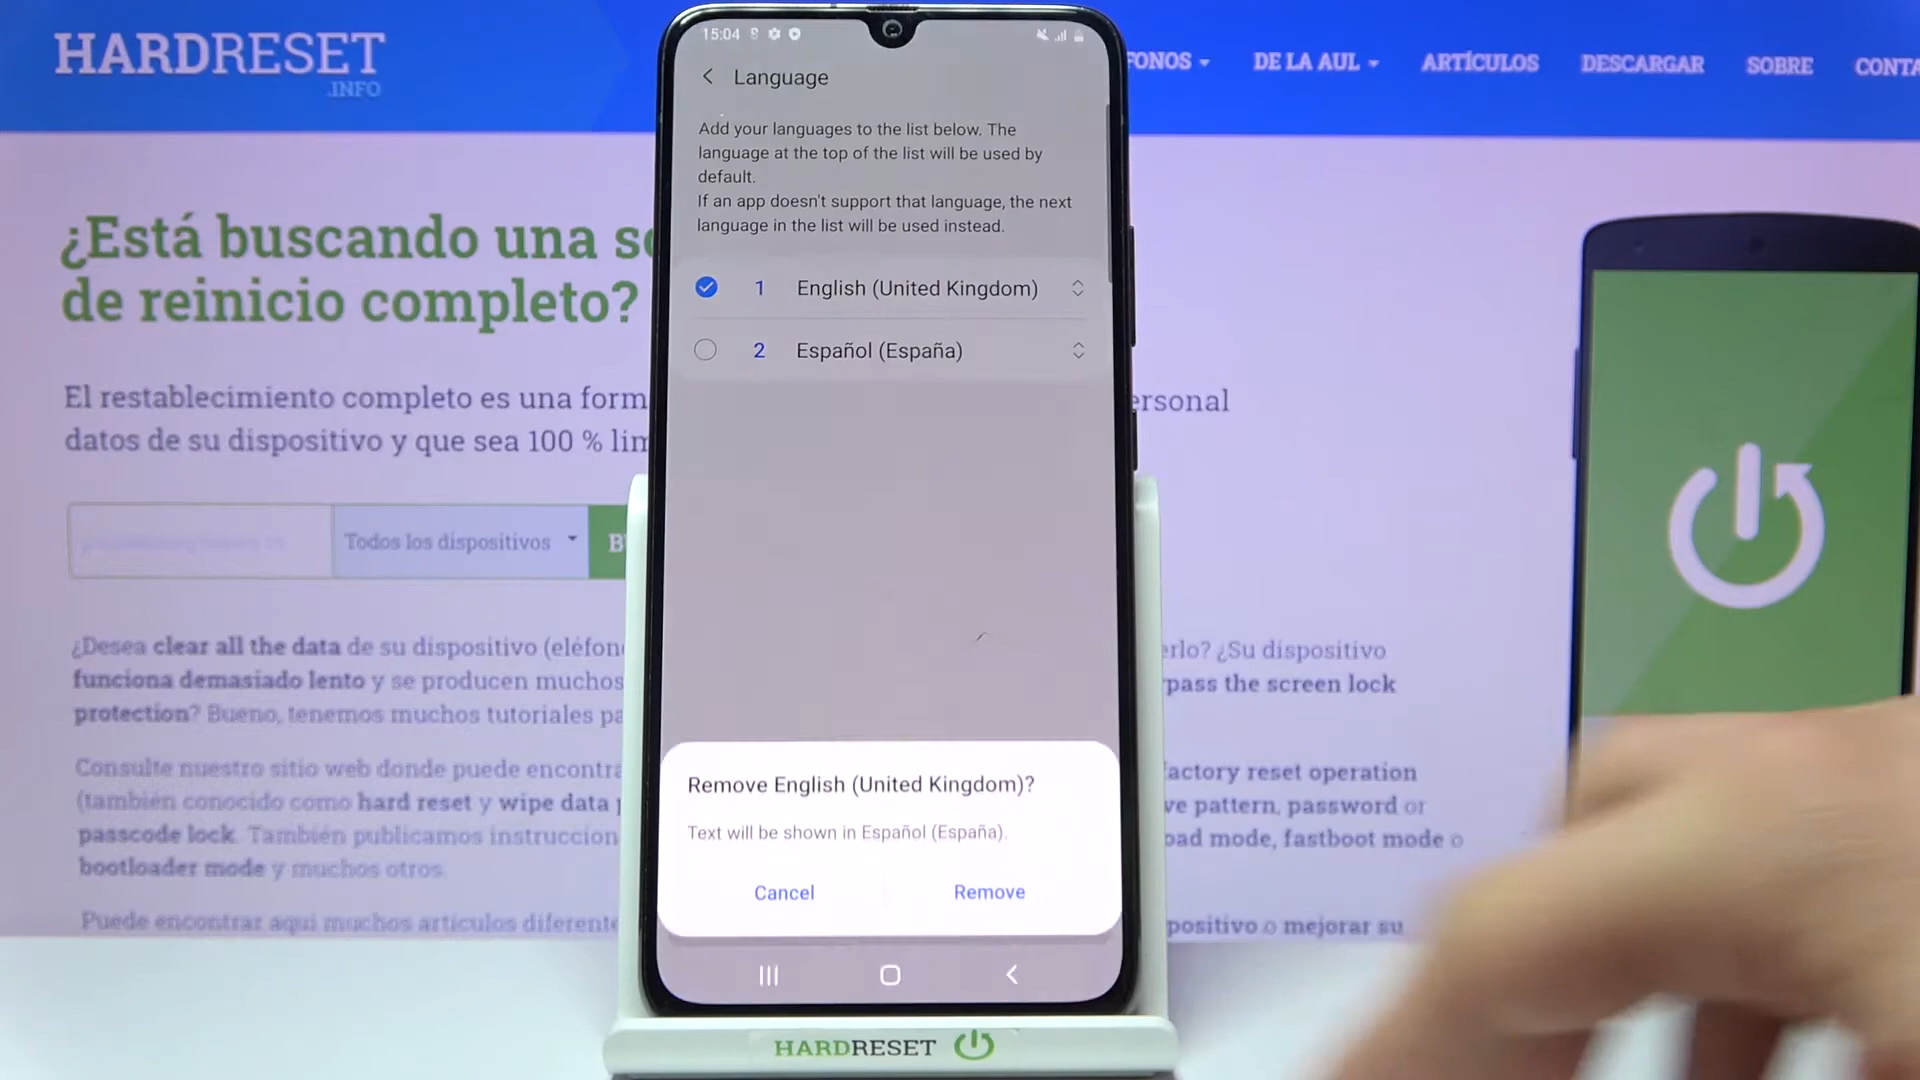 HARDRESET
.INFO
FONOS
DE LA AUL
ARTÍCULOS
DESCARGAR
SOBRE
CONTA
¿Está buscando una so
de reinicio completo?
El restablecimiento completo es una form
ersonal
datos de su dispositivo y que sea 100 % lim
Todos los dispositivos
B
¿Desea clear all the data de su dispositivo (eléfon
erlo? ¿Su dispositivo
funciona demasiado lento y se producen muchos
pass the screen lock
protection? Bueno, tenemos muchos tutoriales pa
Consulte nuestro sitio web donde puede encontra
factory reset operation
(también conocido como hard reset y wipe data
ve pattern, password or
passcode lock. También publicamos instruccion
oad mode, fastboot mode o
bootloader mode y muchos otros.
Puede encontrar aqui muchos artículos diferente
positivo o mejorar su
15:04
Language
Add your languages to the list below. The
language at the top of the list will be used by
default.
If an app doesn't support that language, the next
language in the list will be used instead.
1 English (United Kingdom)
2 Español (España)
Remove English (United Kingdom)?
Text will be shown in Español (España).
Cancel
Remove
HARDRESET